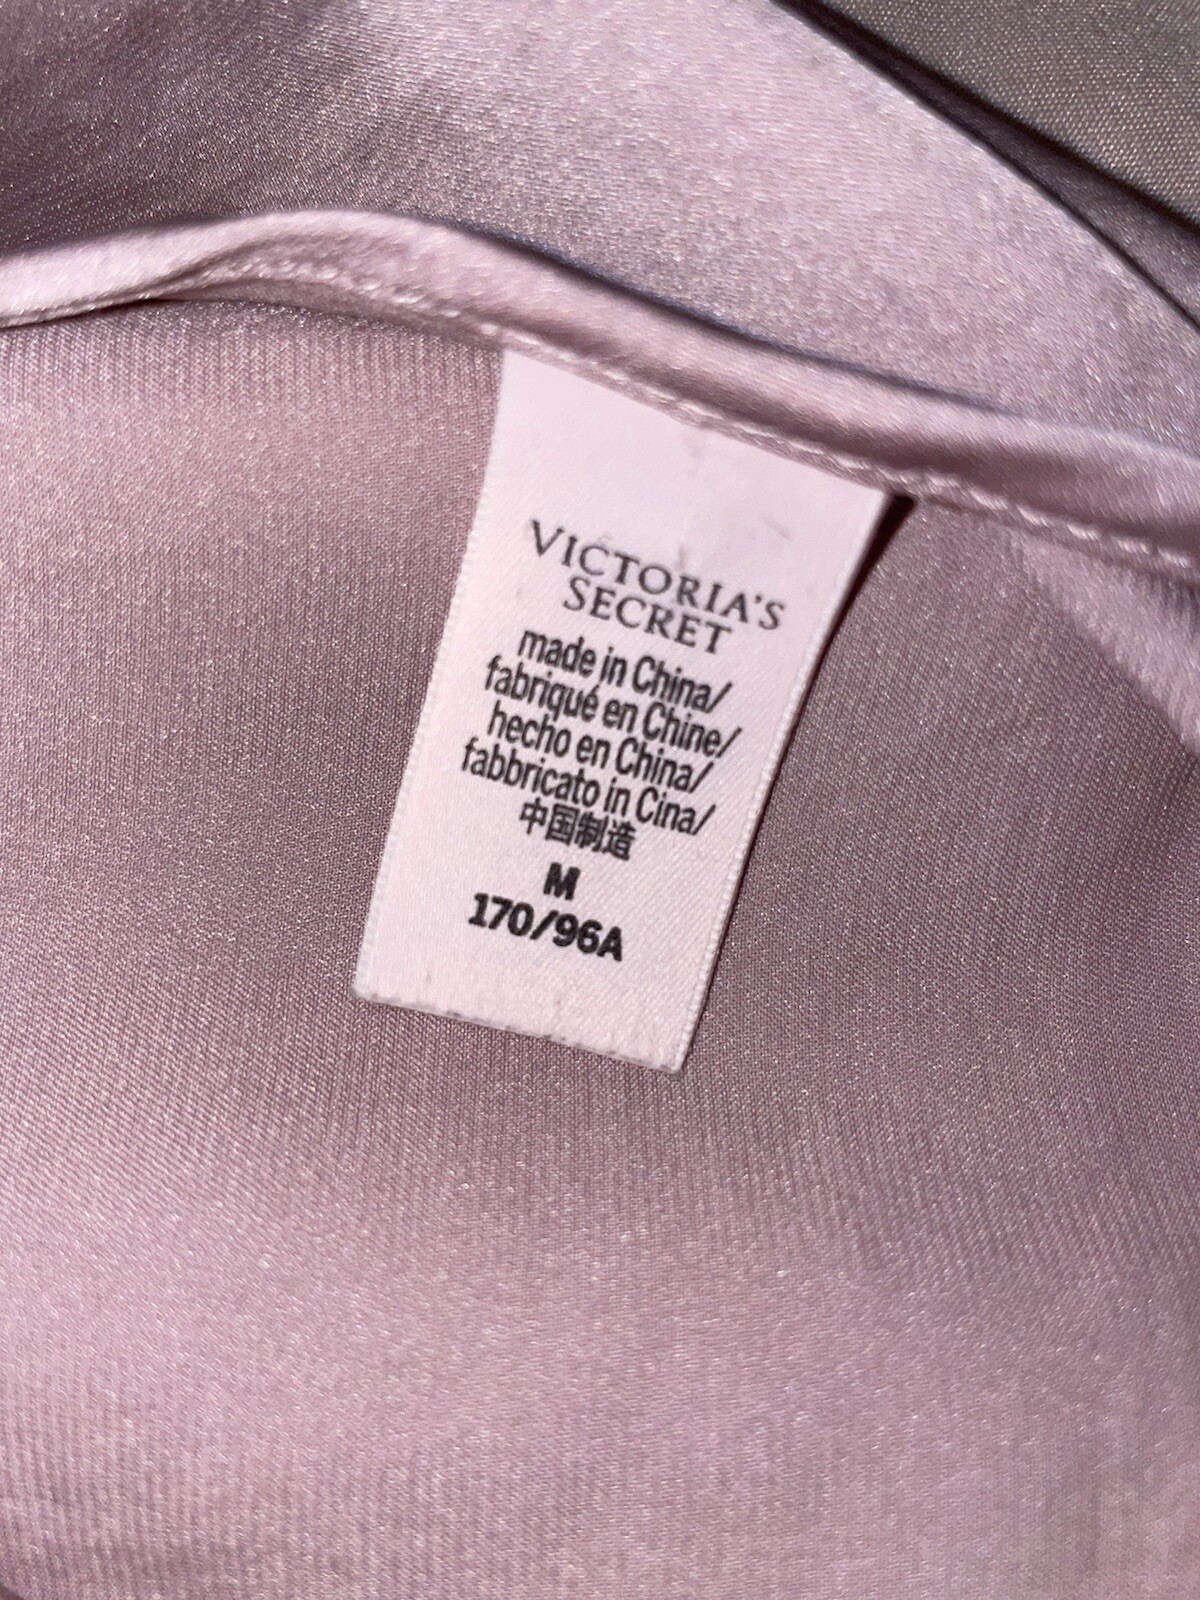 VICTORIA'S
SECRET
made in China/
fabriqué en Chine/
hecho en China/
fabbricato in Cina/
中国制造
M
170/96A